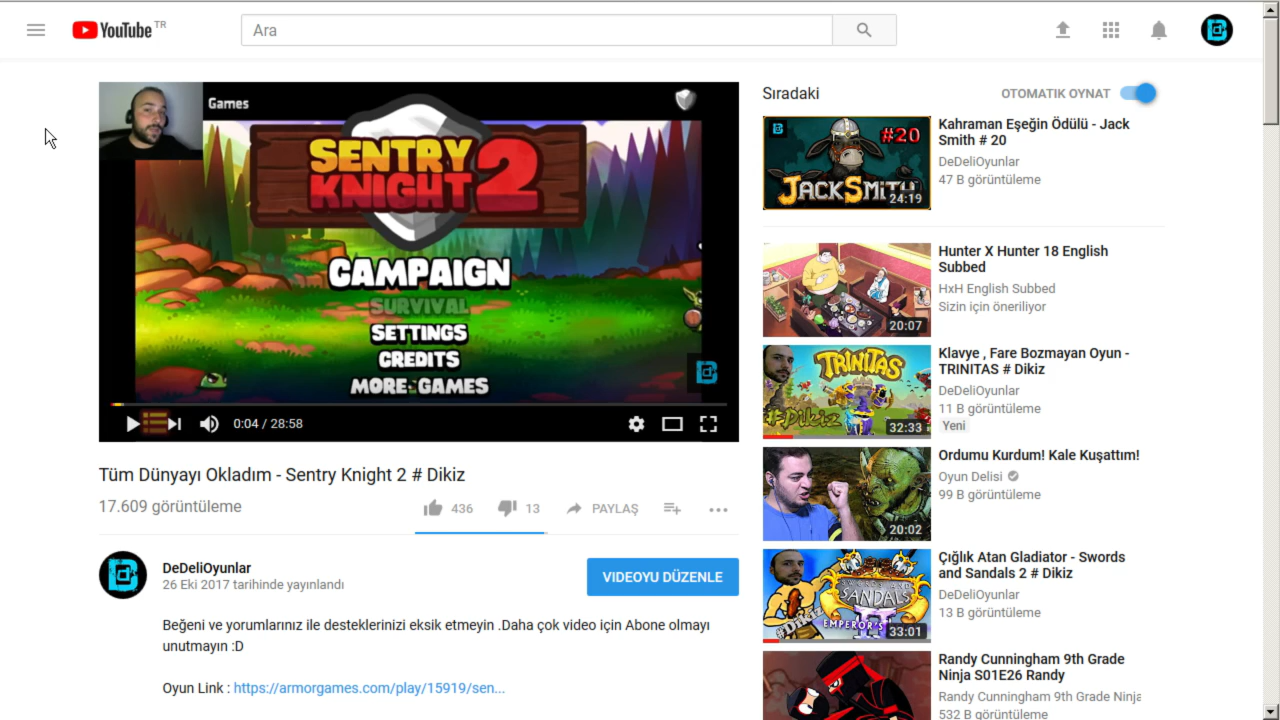 YouTube TR
Ara
Games
SENTRY
KNIGHT 2
CAMPAIGN
SURVIVAL
SETTINGS
CREDITS
MORE GAMES
0:04 / 28:58
Tüm Dünyayı Okladım - Sentry Knight 2 # Dikiz
17.609 görüntüleme
436
13
PAYLAŞ
DeDeliOyunlar
26 Eki 2017 tarihinde yayınlandı
VIDEOYU DÜZENLE
Beğeni ve yorumlarınız ile desteklerinizi eksik etmeyin .Daha çok video için Abone olmayı
unutmayın :D
Oyun Link : https://armorgames.com/play/15919/sen...
Sıradaki
OTOMATIK OYNAT
#20
JACKSMITH
24:19
Kahraman Eşeğin Ödülü - Jack
Smith # 20
DeDeliOyunlar
47 B görüntüleme
20:07
Hunter X Hunter 18 English
Subbed
HxH English Subbed
Sizin için öneriliyor
TRINITAS
#Dikiz
32:33
Klavye , Fare Bozmayan Oyun -
TRINITAS # Dikiz
DeDeliOyunlar
11 B görüntüleme
Yeni
20:02
Ordumu Kurdum! Kale Kuşattım!
Oyun Delisi
99 B görüntüleme
SWORDS AND
SANDALS
EMPEROR'S
#DİKİZ
33:01
Çığlık Atan Gladiator - Swords
and Sandals 2 # Dikiz
DeDeliOyunlar
13 B görüntüleme
Randy Cunningham 9th Grade
Ninja S01E26 Randy
Randy Cunningham 9th Grade Ninja
532 B görüntüleme